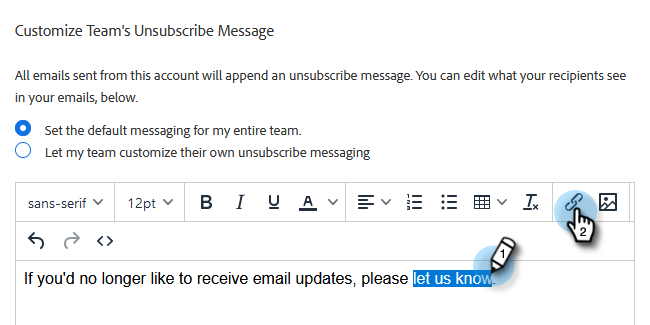 Customize Team's Unsubscribe Message
All emails sent from this account will append an unsubscribe message. You can edit what your recipients see
in your emails, below.
Set the default messaging for my entire team.
Let my team customize their own unsubscribe messaging
sans-serif 12pt B I U A
If you'd no longer like to receive email updates, please let us know.
1
2